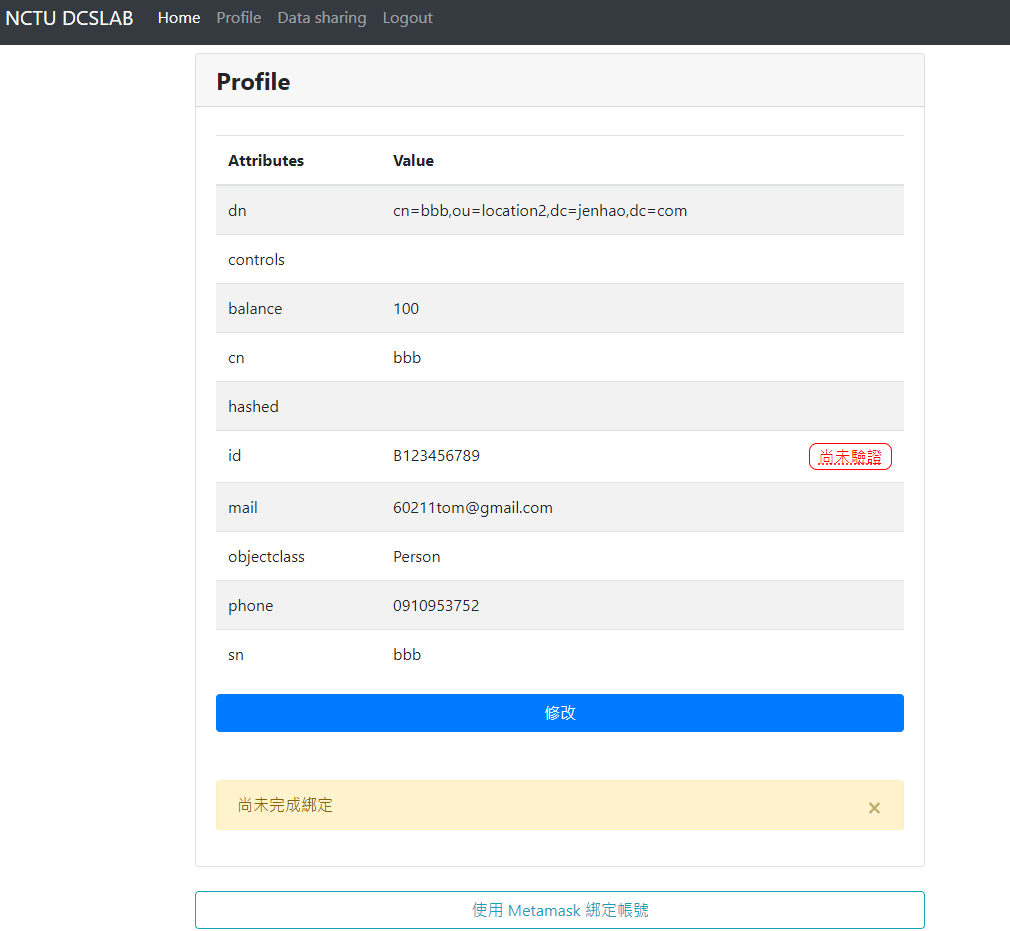 NCTU DCSLAB Home Profile Data sharing Logout
Profile
Attributes Value
dn cn=bbb,ou=location2,dc=jenhao,dc=com
controls
balance 100
cn bbb
hashed
id B123456789 尚未驗證
mail 60211tom@gmail.com
objectclass Person
phone 0910953752
sn bbb
修改
尚未完成綁定 ×
使用 Metamask 綁定帳號